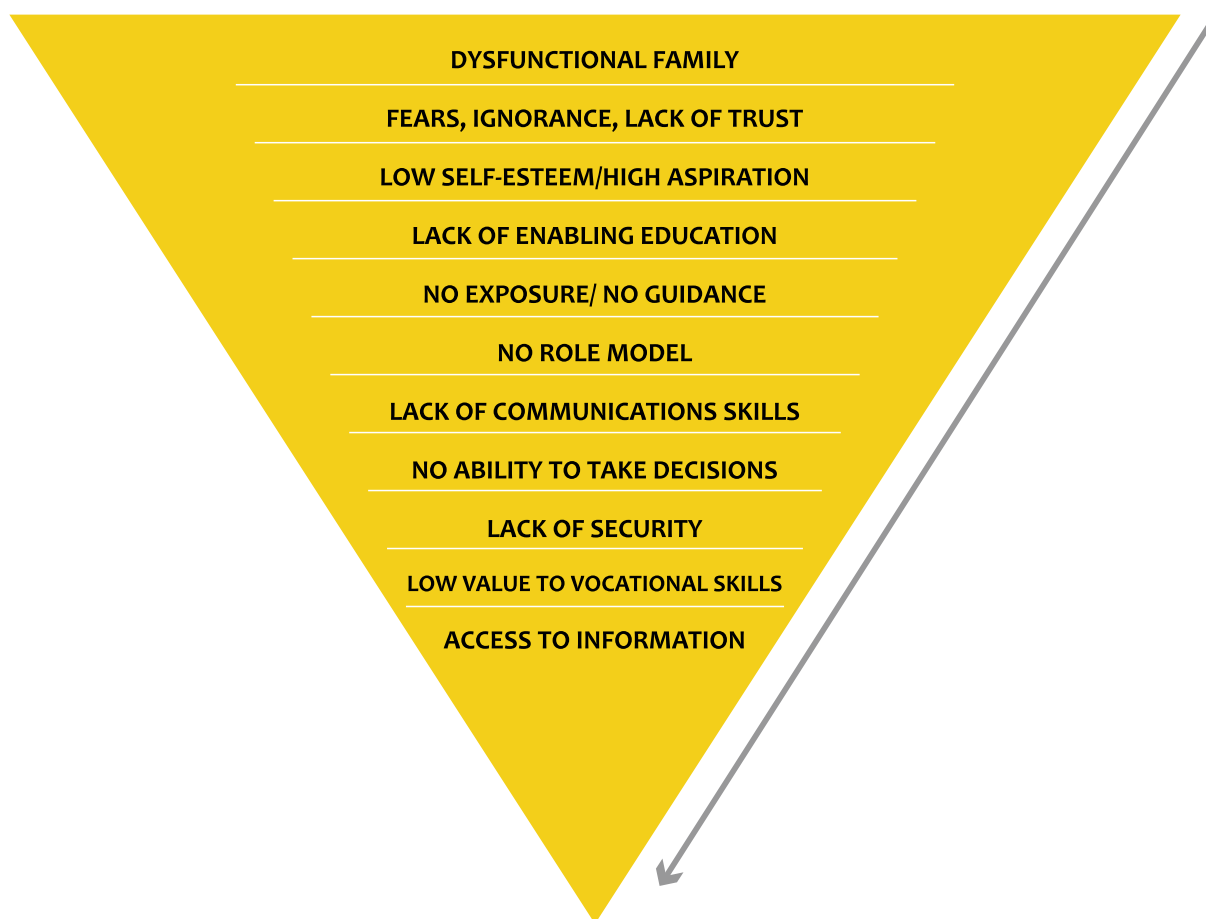 DYSFUNCTIONAL FAMILY
FEARS, IGNORANCE, LACK OF TRUST
LOW SELF-ESTEEM/HIGH ASPIRATION
LACK OF ENABLING EDUCATION
NO EXPOSURE/ NO GUIDANCE
NO ROLE MODEL
LACK OF COMMUNICATIONS SKILLS
NO ABILITY TO TAKE DECISIONS
LACK OF SECURITY
LOW VALUE TO VOCATIONAL SKILLS
ACCESS TO INFORMATION